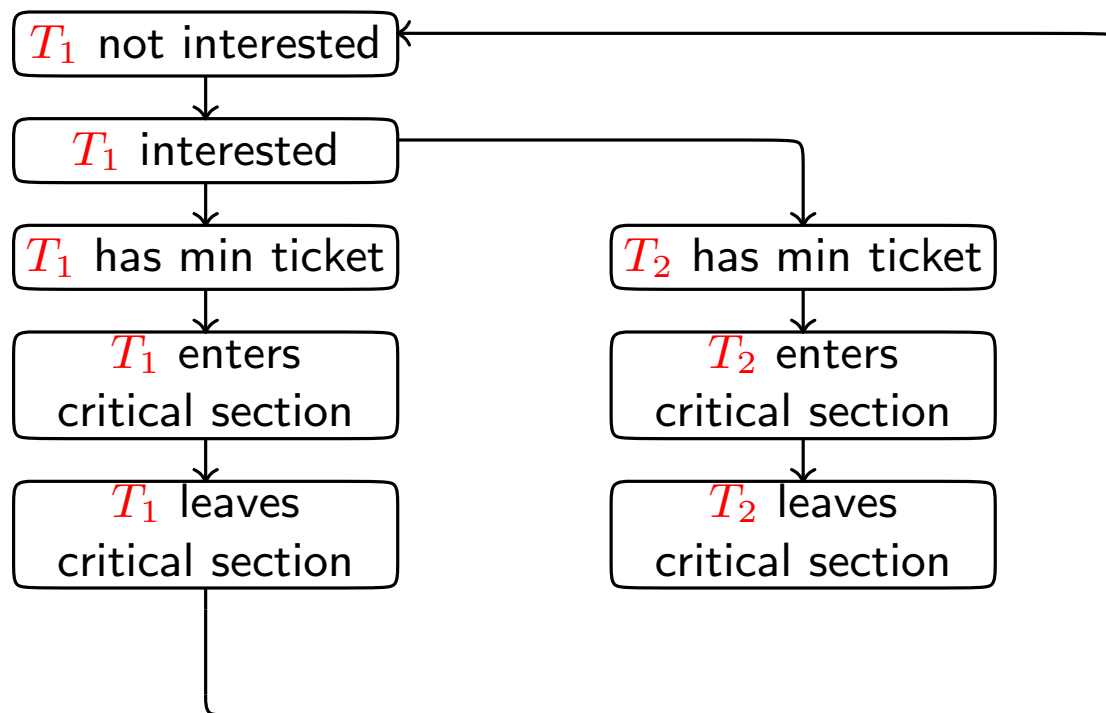 T₁ not interested
T₁ interested
T₁ has min ticket
T₂ has min ticket
T₁ enters
critical section
T₂ enters
critical section
T₁ leaves
critical section
T₂ leaves
critical section